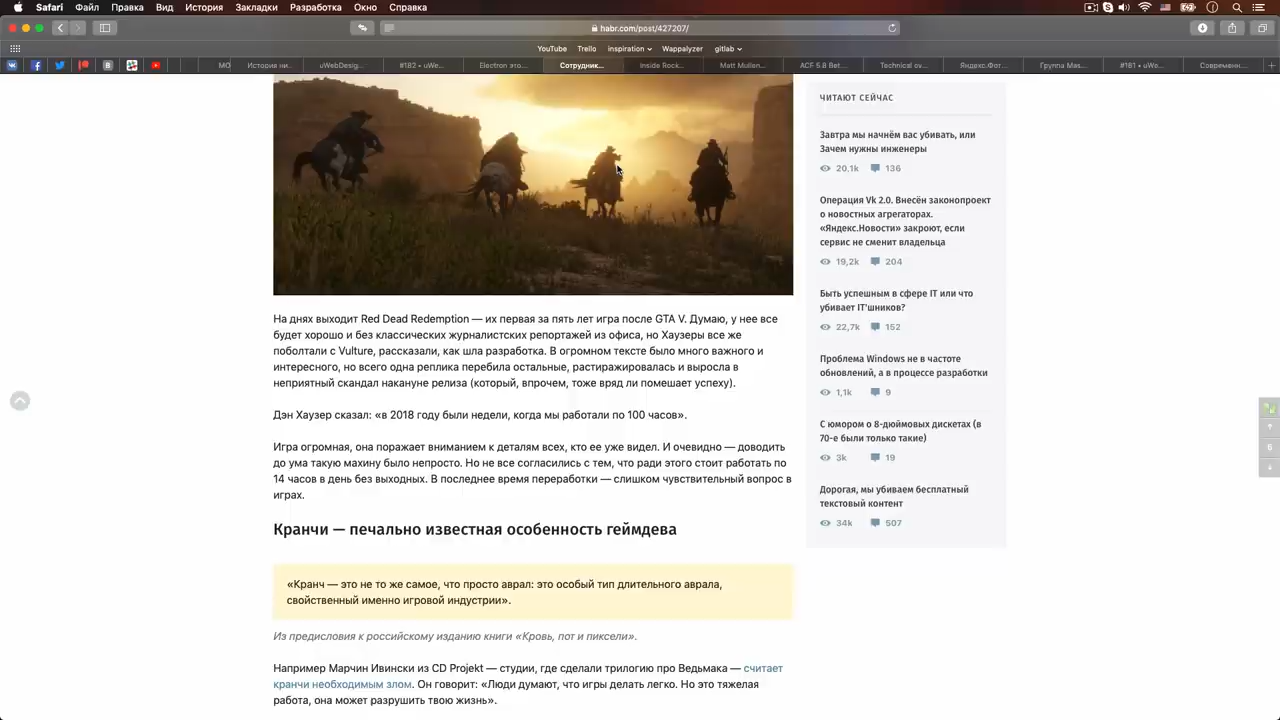 Safari Файл Правка Вид История Закладки Разработка Окно Справка
habr.com/post/427207/
YouTube Trello inspiration Wappalyzer gitlab
МО История ни... uWebDesig... #182 • uWe... Electron это... Сотрудник... Inside Rock... Matt Mullen... ACF 5.8 Bet... Technical ov... Яндекс.Фот... Группа Mas... #181 • uWe... Современн...
ЧИТАЮТ СЕЙЧАС
Завтра мы начнём вас убивать, или
Зачем нужны инженеры
20.1k 136
Операция Vk 2.0. Внесён законопроект
о новостных агрегаторах.
«Яндекс.Новости» закроют, если
сервис не сменит владельца
19,2k 204
Быть успешным в сфере IT или что
убивает IT'шников?
22,7k 152
Проблема Windows не в частоте
обновлений, а в процессе разработки
1,1k 9
С юмором о 8-дюймовых дискетах (в
70-е были только такие)
3k 19
Дорогая, мы убиваем бесплатный
текстовый контент
34k 507
На днях выходит Red Dead Redemption — их первая за пять лет игра после GTA V. Думаю, у нее все
будет хорошо и без классических журналистских репортажей из офиса, но Хаузеры все же
поболтали с Vulture, рассказали, как шла разработка. В огромном тексте было много важного и
интересного, но всего одна реплика перебила остальные, растиражировалась и выросла в
неприятный скандал накануне релиза (который, впрочем, тоже вряд ли помешает успеху).
Дэн Хаузер сказал: «в 2018 году были недели, когда мы работали по 100 часов».
Игра огромная, она поражает вниманием к деталям всех, кто ее уже видел. И очевидно — доводить
до ума такую махину было непросто. Но не все согласились с тем, что ради этого стоит работать по
14 часов в день без выходных. В последнее время переработки — слишком чувствительный вопрос в
играх.
Кранчи — печально известная особенность геймдева
«Кранч — это не то же самое, что просто аврал: это особый тип длительного аврала,
свойственный именно игровой индустрии».
Из предисловия к российскому изданию книги «Кровь, пот и пиксели».
Например Марчин Ивински из CD Projekt — студии, где сделали трилогию про Ведьмака — считает
кранчи необходимым злом. Он говорит: «Люди думают, что игры делать легко. Но это тяжелая
работа, она может разрушить твою жизнь».